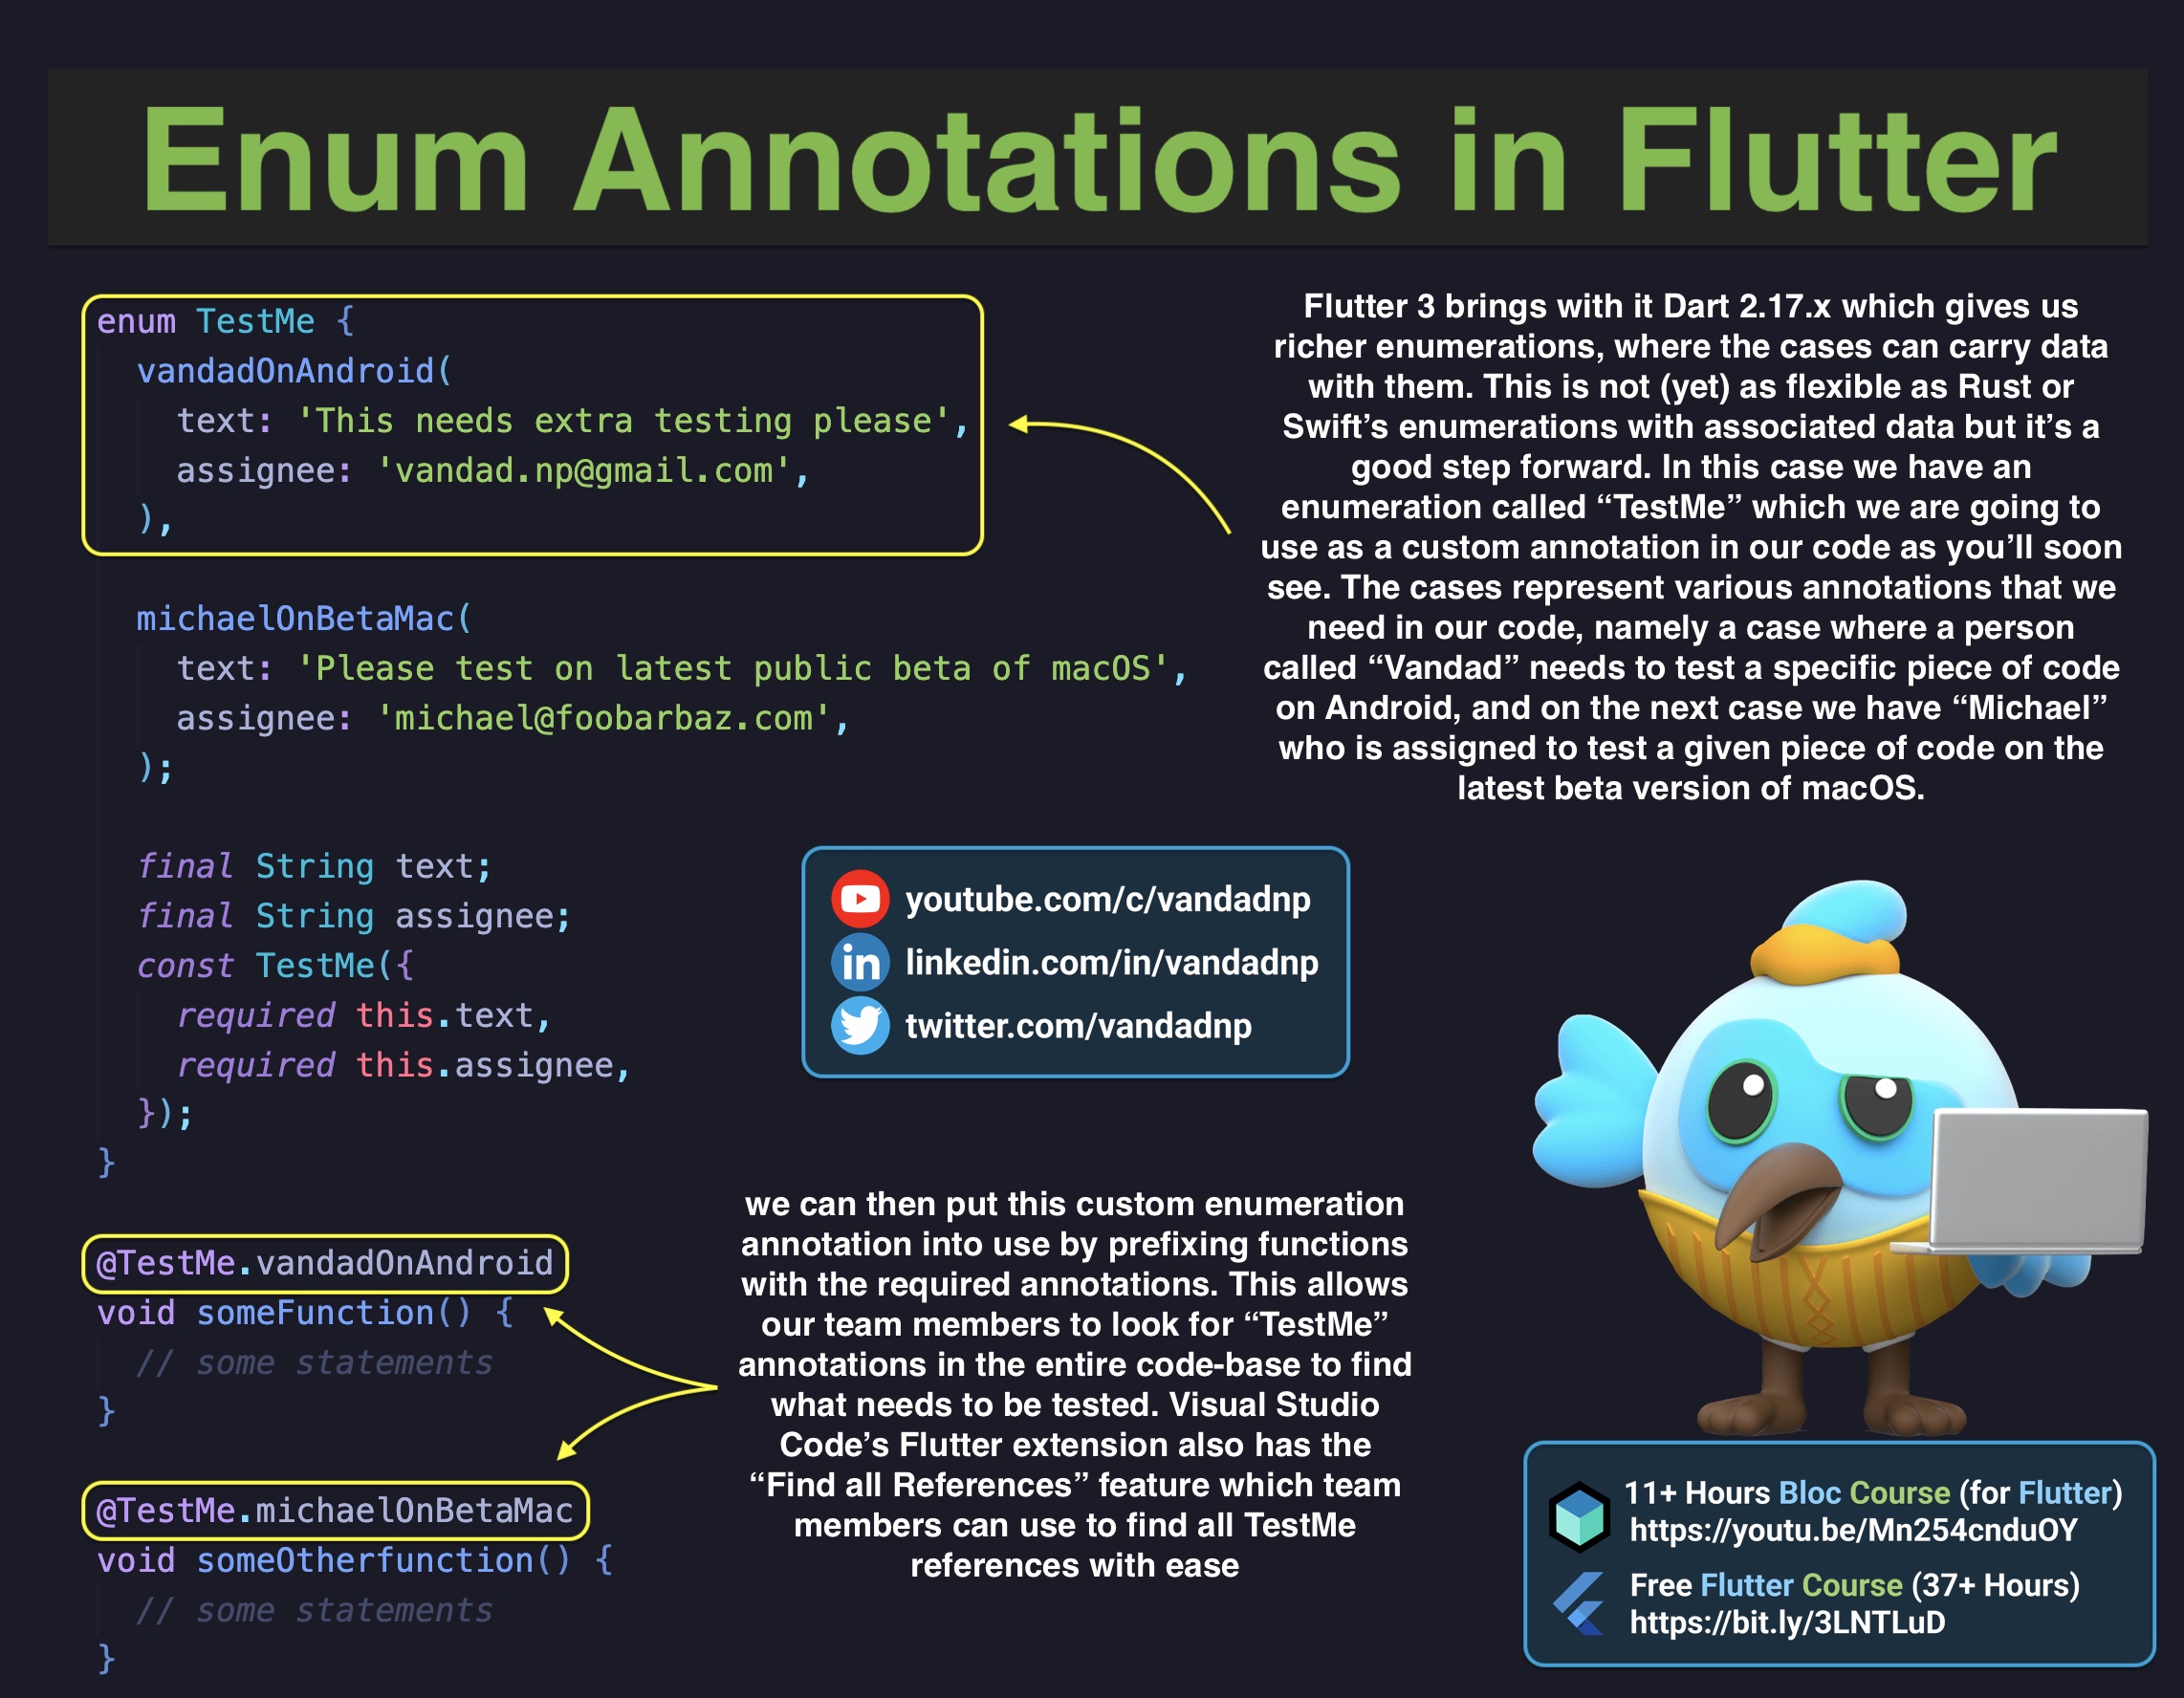 Enum Annotations in Flutter
enum TestMe {
vandadOnAndroid(
text: 'This needs extra testing please',
assignee: 'vandad.np@gmail.com',
),
michaelOnBetaMac(
text: 'Please test on latest public beta of macOS',
assignee: 'michael@foobarbaz.com',
);
final String text;
final String assignee;
const TestMe({
required this.text,
required this.assignee,
});
}
@TestMe.vandadOnAndroid
void someFunction() {
// some statements
}
@TestMe.michaelOnBetaMac
void someOtherfunction() {
// some statements
}
Flutter 3 brings with it Dart 2.17.x which gives us
richer enumerations, where the cases can carry data
with them. This is not (yet) as flexible as Rust or
Swift’s enumerations with associated data but it’s a
good step forward. In this case we have an
enumeration called “TestMe” which we are going to
use as a custom annotation in our code as you’ll soon
see. The cases represent various annotations that we
need in our code, namely a case where a person
called “Vandad” needs to test a specific piece of code
on Android, and on the next case we have “Michael”
who is assigned to test a given piece of code on the
latest beta version of macOS.
youtube.com/c/vandadnp
linkedin.com/in/vandadnp
twitter.com/vandadnp
we can then put this custom enumeration
annotation into use by prefixing functions
with the required annotations. This allows
our team members to look for “TestMe”
annotations in the entire code-base to find
what needs to be tested. Visual Studio
Code’s Flutter extension also has the
“Find all References” feature which team
members can use to find all TestMe
references with ease
11+ Hours Bloc Course (for Flutter)
https://youtu.be/Mn254cnduOY
Free Flutter Course (37+ Hours)
https://bit.ly/3LNTLuD